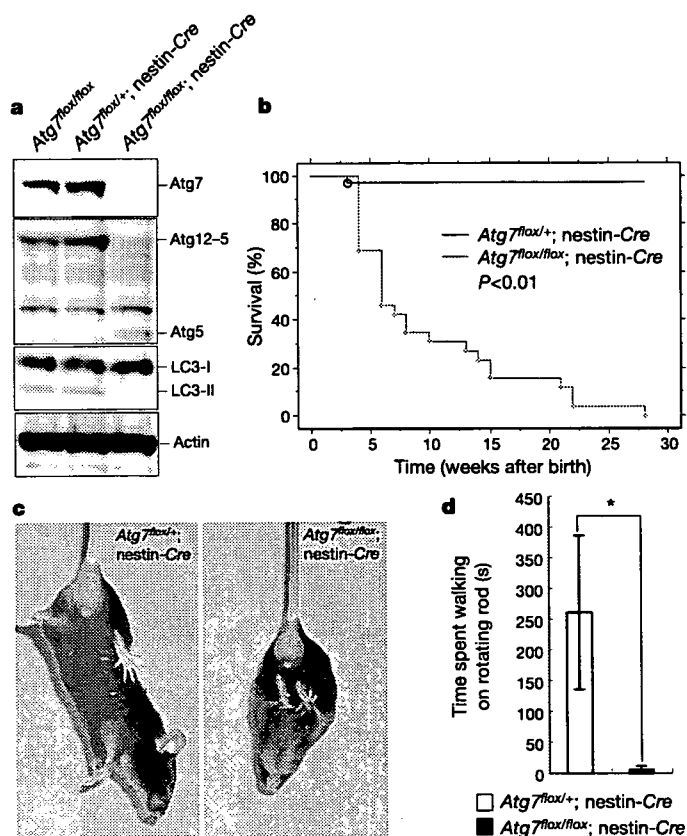 a
Atg7flox/flox
Atg7flox/+; nestin-Cre
Atg7flox/flox; nestin-Cre
Atg7
Atg12–5
Atg5
LC3-I
LC3-II
Actin
b
Survival (%)
100
80
60
40
20
0
Atg7flox/+; nestin-Cre
Atg7flox/flox; nestin-Cre
P<0.01
0 5 10 15 20 25 30
Time (weeks after birth)
c
Atg7flox/+;
nestin-Cre
Atg7flox/flox;
nestin-Cre
d
Time spent walking
on rotating rod (s)
450
400
350
300
250
200
150
100
50
0
*
Atg7flox/+; nestin-Cre
Atg7flox/flox; nestin-Cre